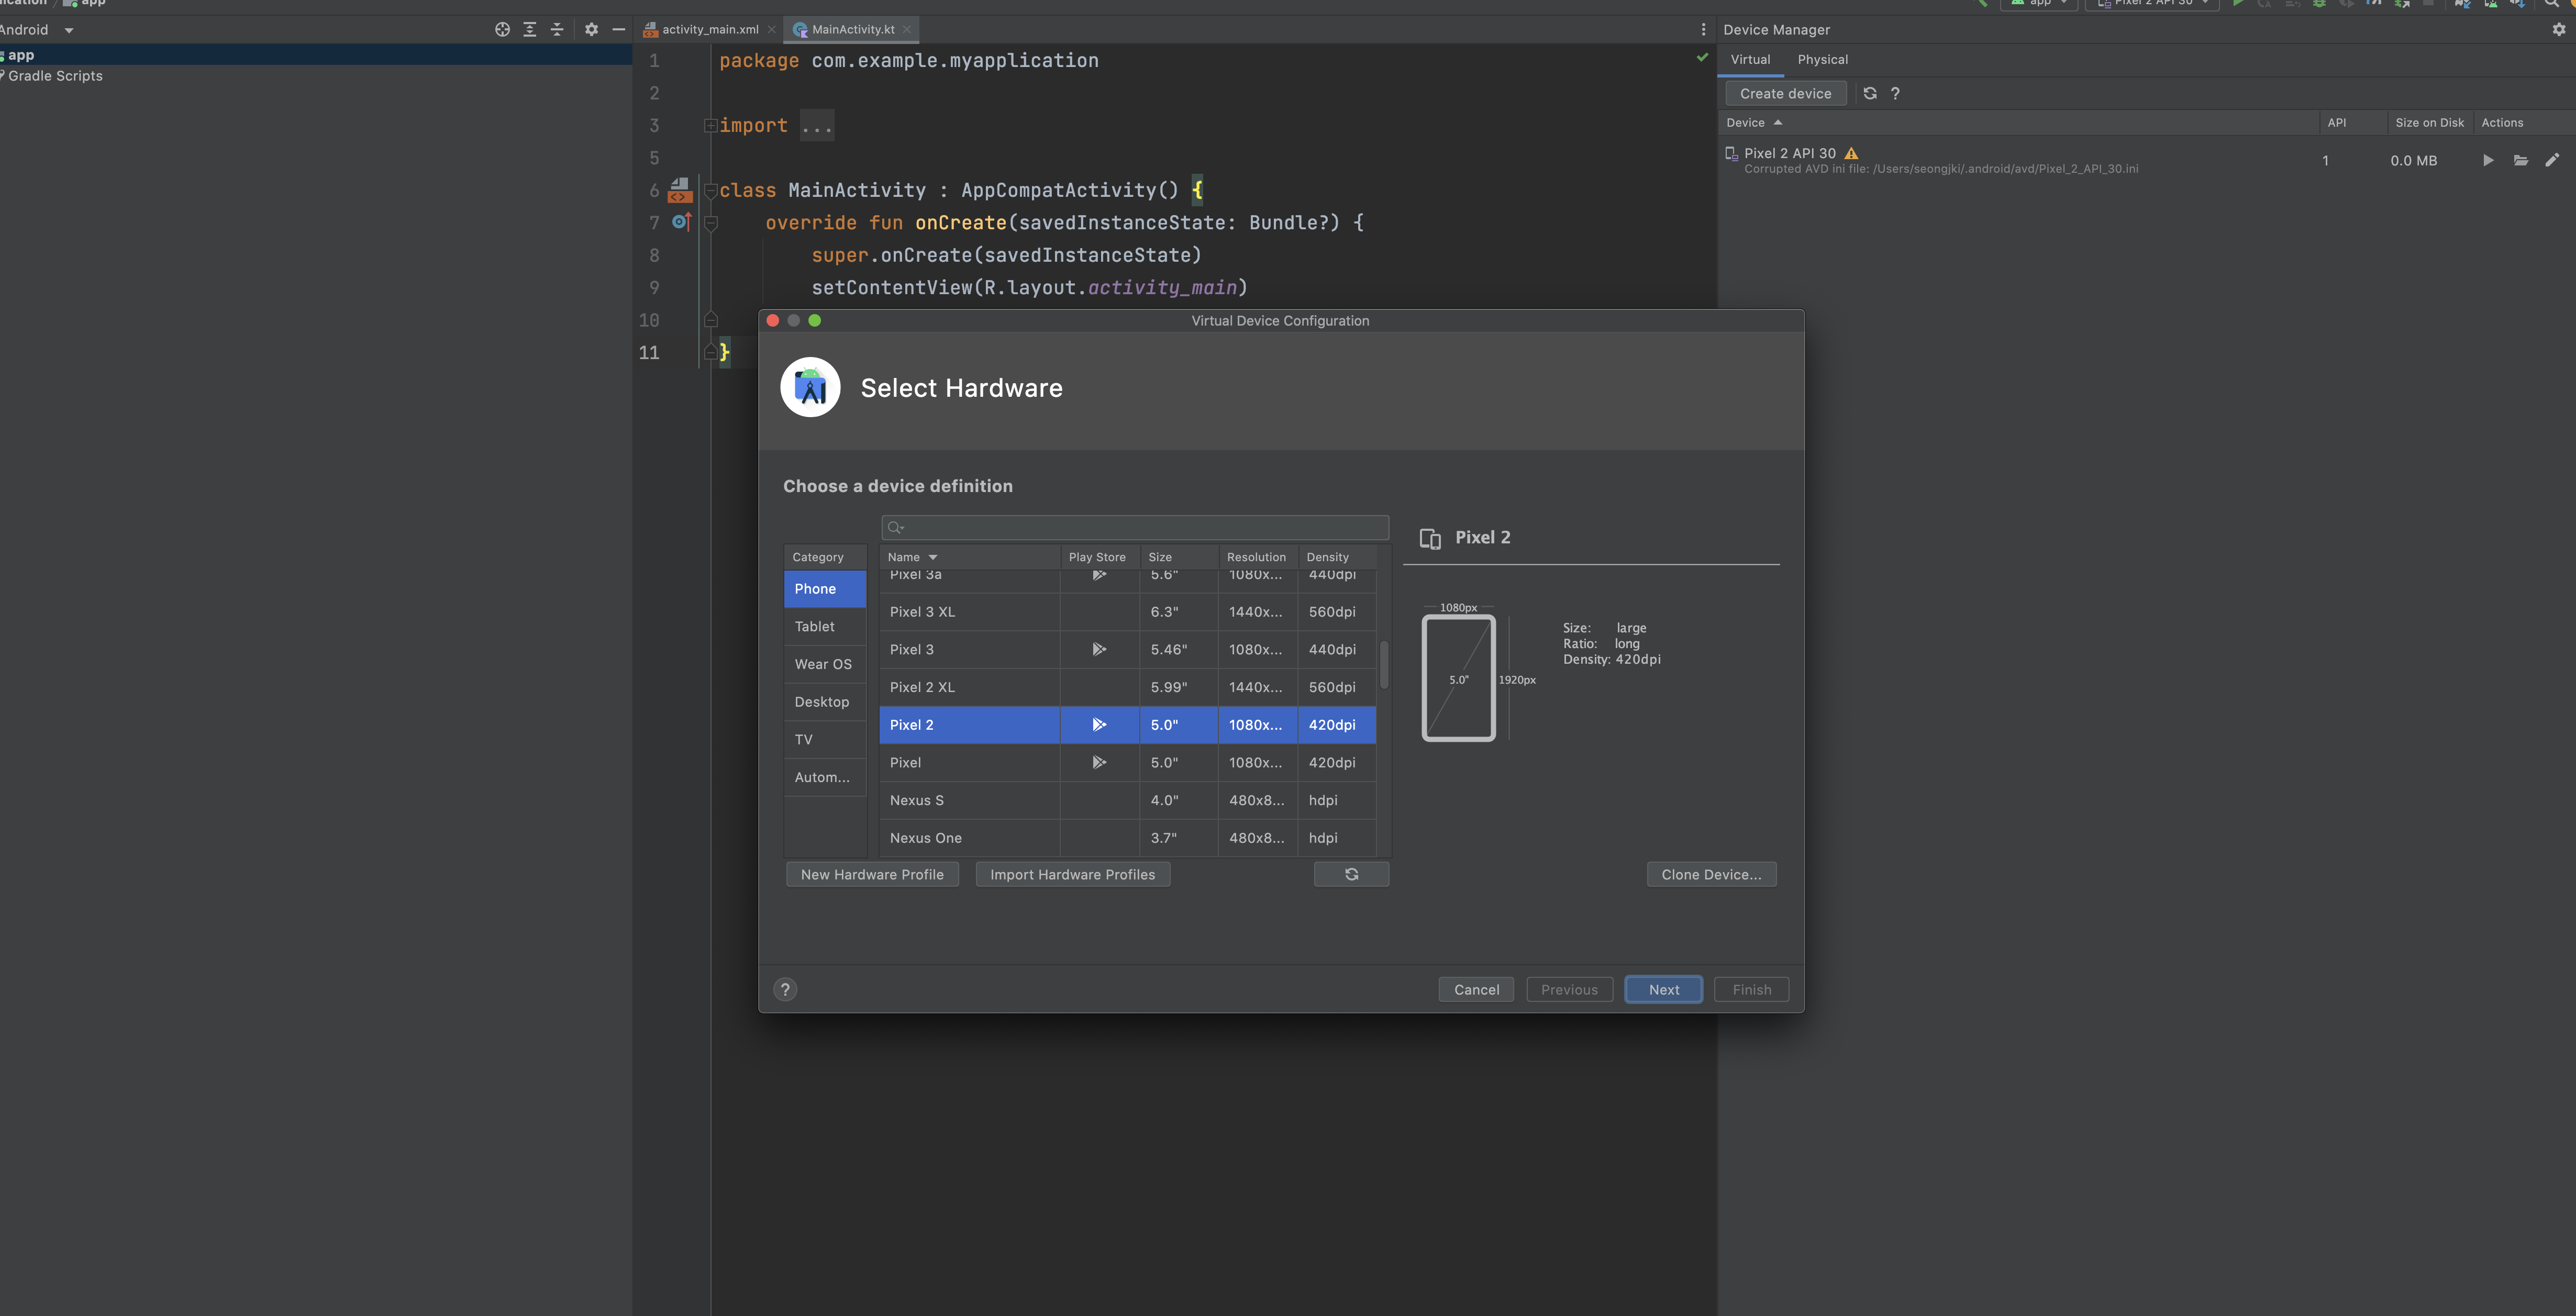 app
app
Pixel 2 API 30
Android
activity_main.xml
MainActivity.kt
Device Manager
app
Gradle Scripts
1 package com.example.myapplication
2
3 import ...
5
6 class MainActivity : AppCompatActivity() {
7 override fun onCreate(savedInstanceState: Bundle?) {
8 super.onCreate(savedInstanceState)
9 setContentView(R.layout.activity_main)
10
11 }
Virtual Physical
Create device ?
Device API Size on Disk Actions
Pixel 2 API 30 1 0.0 MB
Corrupted AVD ini file: /Users/seongjki/.android/avd/Pixel_2_API_30.ini
Virtual Device Configuration
Select Hardware
Choose a device definition
Category
Phone
Tablet
Wear OS
Desktop
TV
Autom...
Name Play Store Size Resolution Density
Pixel 3a 5.6" 1080x... 440dpi
Pixel 3 XL 6.3" 1440x... 560dpi
Pixel 3 5.46" 1080x... 440dpi
Pixel 2 XL 5.99" 1440x... 560dpi
Pixel 2 5.0" 1080x... 420dpi
Pixel 5.0" 1080x... 420dpi
Nexus S 4.0" 480x8... hdpi
Nexus One 3.7" 480x8... hdpi
Pixel 2
1080px
5.0"
1920px
Size: large
Ratio: long
Density: 420dpi
New Hardware Profile Import Hardware Profiles Clone Device...
? Cancel Previous Next Finish